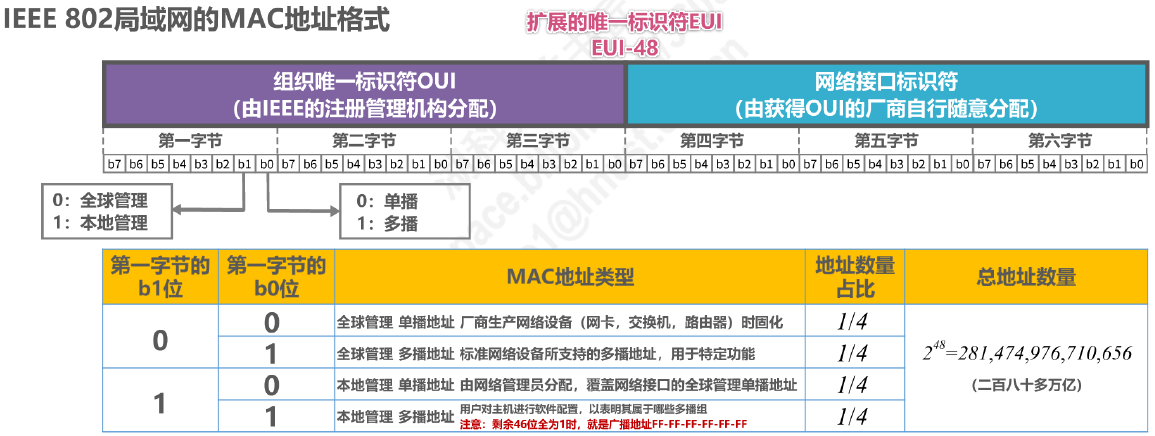 IEEE 802局域网的MAC地址格式
扩展的唯一标识符EUI
EUI-48
组织唯一标识符OUI
(由IEEE的注册管理机构分配)
网络接口标识符
(由获得OUI的厂商自行随意分配)
第一字节 第二字节 第三字节 第四字节 第五字节 第六字节
b7 b6 b5 b4 b3 b2 b1 b0 b7 b6 b5 b4 b3 b2 b1 b0 b7 b6 b5 b4 b3 b2 b1 b0 b7 b6 b5 b4 b3 b2 b1 b0 b7 b6 b5 b4 b3 b2 b1 b0 b7 b6 b5 b4 b3 b2 b1 b0
0：全球管理
1：本地管理
0：单播
1：多播
第一字节的
b1位
第一字节的
b0位
MAC地址类型
地址数量
占比
总地址数量
0
0 全球管理 单播地址 厂商生产网络设备（网卡，交换机，路由器）时固化 1/4
1 全球管理 多播地址 标准网络设备所支持的多播地址，用于特定功能 1/4
1
0 本地管理 单播地址 由网络管理员分配，覆盖网络接口的全球管理单播地址 1/4
1 本地管理 多播地址 用户对主机进行软件配置，以表明其属于哪些多播组
注意：剩余46位全为1时，就是广播地址FF-FF-FF-FF-FF-FF
1/4
2^48=281,474,976,710,656
(二百八十多万亿)